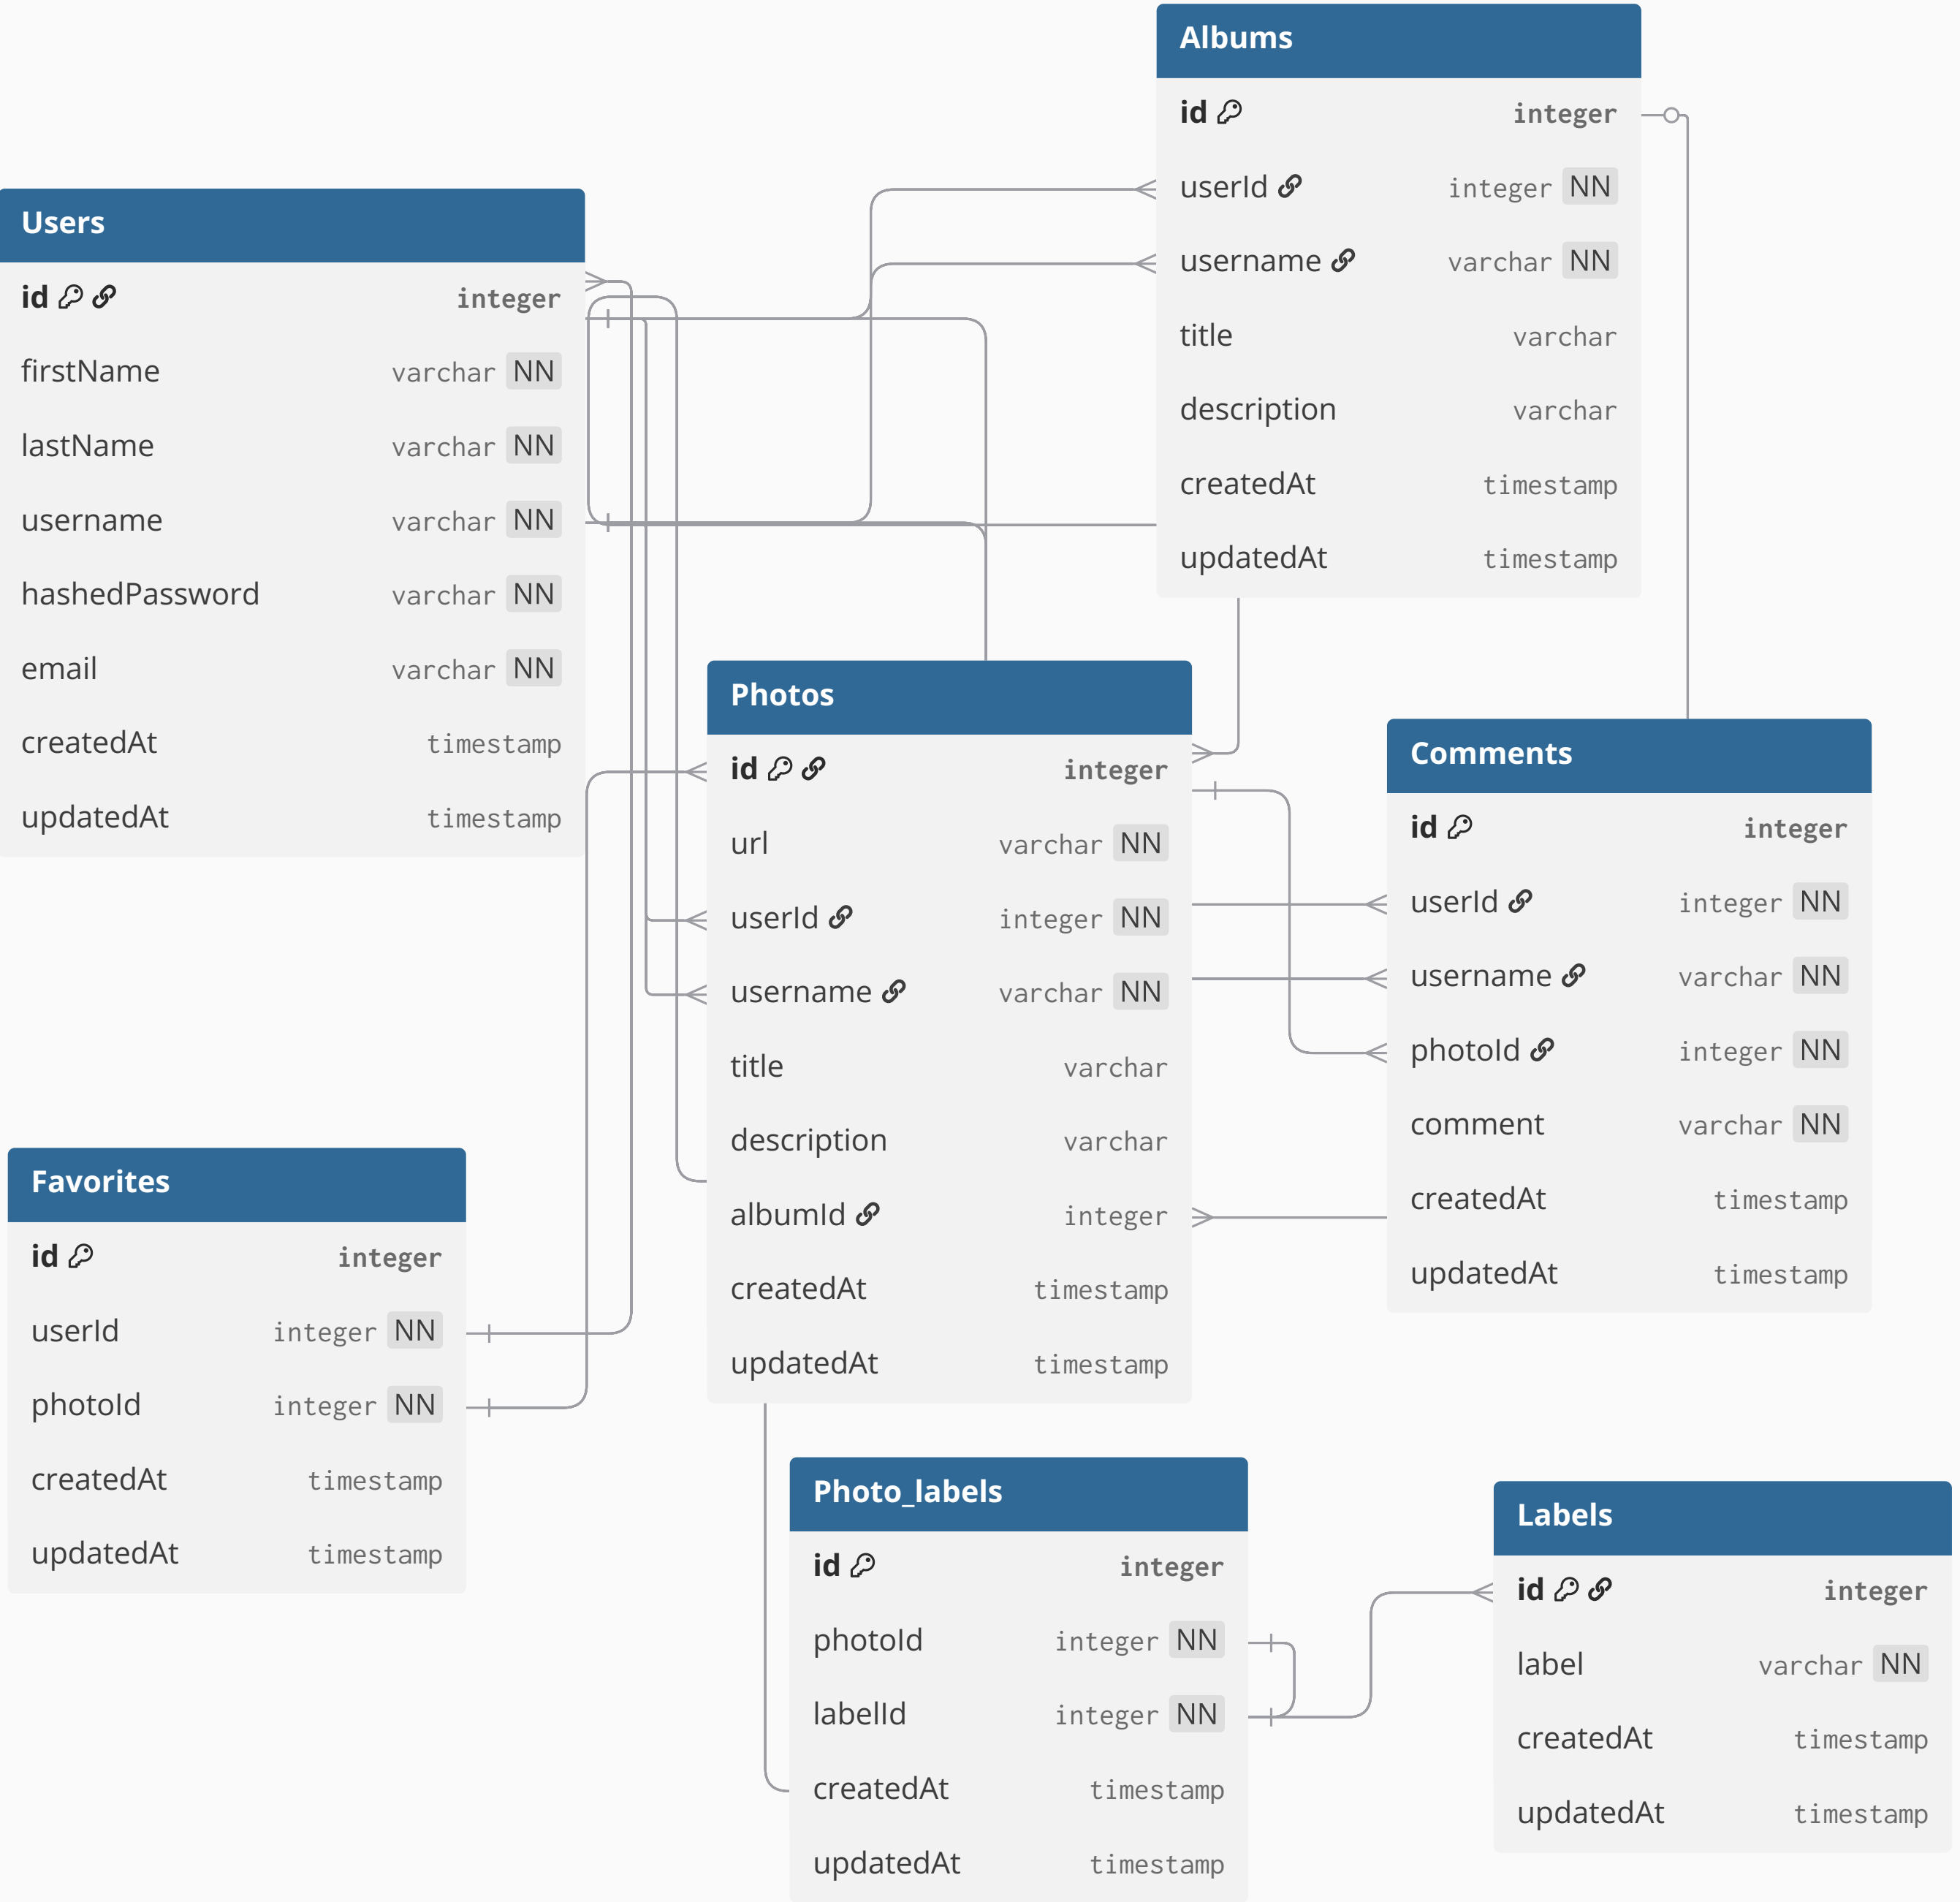 Albums
id integer
userId integer NN
username varchar NN
title varchar
description varchar
createdAt timestamp
updatedAt timestamp
Users
id integer
firstName varchar NN
lastName varchar NN
username varchar NN
hashedPassword varchar NN
email varchar NN
createdAt timestamp
updatedAt timestamp
Photos
id integer
url varchar NN
userId integer NN
username varchar NN
title varchar
description varchar
albumId integer
createdAt timestamp
updatedAt timestamp
Comments
id integer
userId integer NN
username varchar NN
photoId integer NN
comment varchar NN
createdAt timestamp
updatedAt timestamp
Favorites
id integer
userId integer NN
photoId integer NN
createdAt timestamp
updatedAt timestamp
Photo_labels
id integer
photoId integer NN
labelId integer NN
createdAt timestamp
updatedAt timestamp
Labels
id integer
label varchar NN
createdAt timestamp
updatedAt timestamp